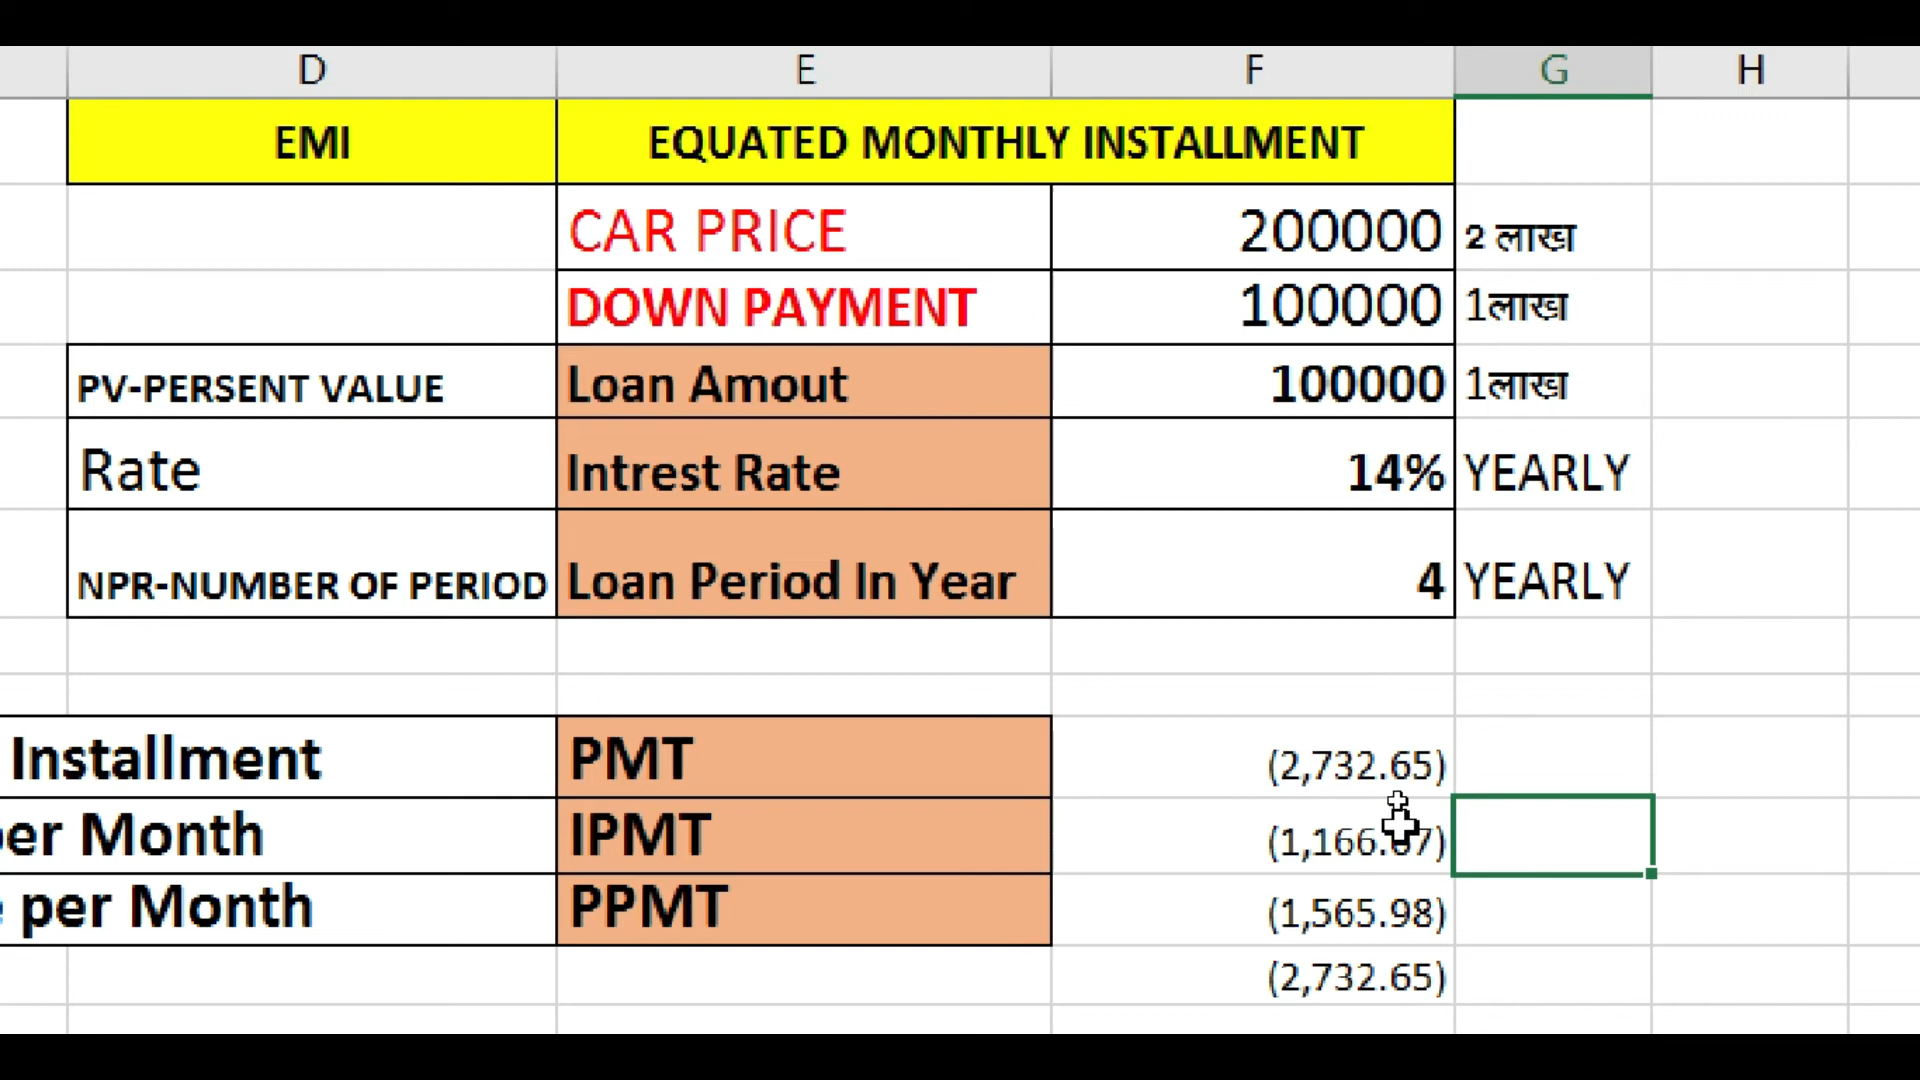 D E F G H
EMI EQUATED MONTHLY INSTALLMENT
CAR PRICE 200000 2 लाख
DOWN PAYMENT 100000 1लाख
PV-PERSENT VALUE Loan Amout 100000 1लाख
Rate Intrest Rate 14% YEARLY
NPR-NUMBER OF PERIOD Loan Period In Year 4 YEARLY
Installment PMT (2,732.65)
per Month IPMT
per Month PPMT (1,565.98)
(2,732.65)